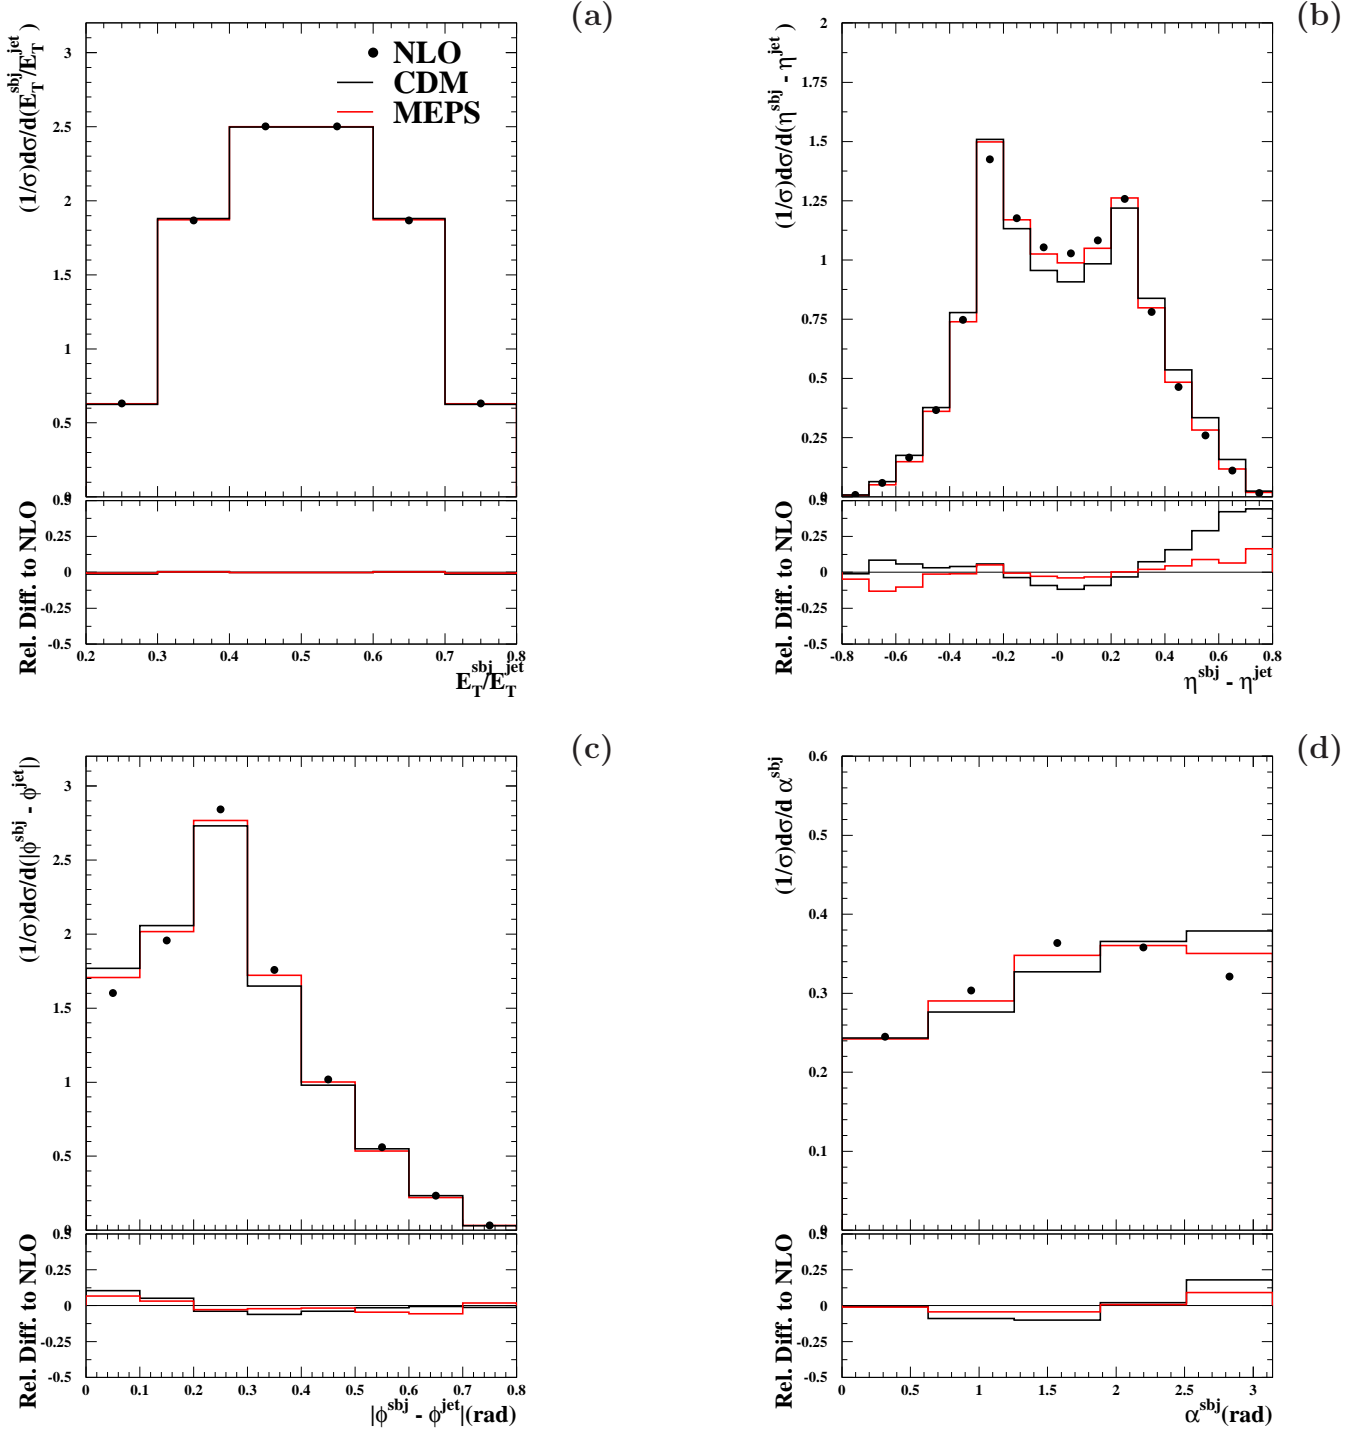 (a)
(1/σ)dσ/d(E_T^sbj/E_T^jet)
NLO
CDM
MEPS
3
2.5
2
1.5
1
0.5
0
Rel. Diff. to NLO
0.5
0.25
0
-0.25
-0.5
0.2 0.3 0.4 0.5 0.6 0.7 0.8
E_T^sbj/E_T^jet
(b)
(1/σ)dσ/d(η^sbj - η^jet)
2
1.75
1.5
1.25
1
0.75
0.5
0.25
0
Rel. Diff. to NLO
0.5
0.25
0
-0.25
-0.5
-0.8 -0.6 -0.4 -0.2 -0 0.2 0.4 0.6 0.8
η^sbj - η^jet
(c)
(1/σ)dσ/d(|φ^sbj - φ^jet|)
3
2.5
2
1.5
1
0.5
0
Rel. Diff. to NLO
0.5
0.25
0
-0.25
-0.5
0 0.1 0.2 0.3 0.4 0.5 0.6 0.7 0.8
|φ^sbj - φ^jet|(rad)
(d)
(1/σ)dσ/d α^sbj
0.6
0.5
0.4
0.3
0.2
0.1
0
Rel. Diff. to NLO
0.5
0.25
0
-0.25
-0.5
0 0.5 1 1.5 2 2.5 3
α^sbj(rad)